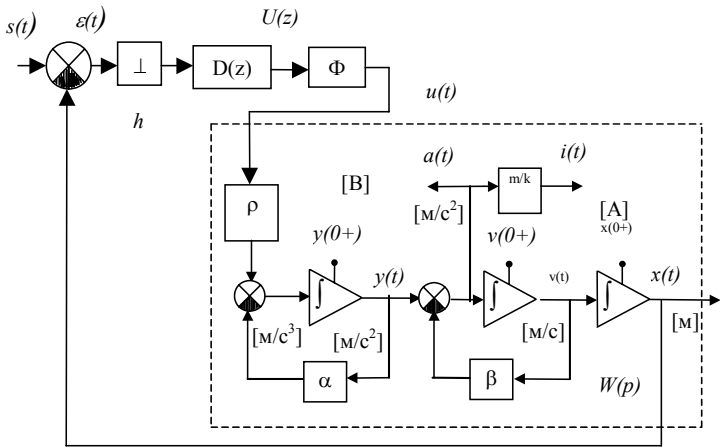 s(t)
ε(t)
U(z)
⊥
D(z)
Φ
h
u(t)
a(t)
i(t)
[В]
m/k
[А]
x(0+)
[м/с²]
ρ
y(0+)
v(0+)
∫
y(t)
∫
v(t)
∫
x(t)
[м/с³]
[м/с²]
[м/с]
[м]
α
β
W(p)